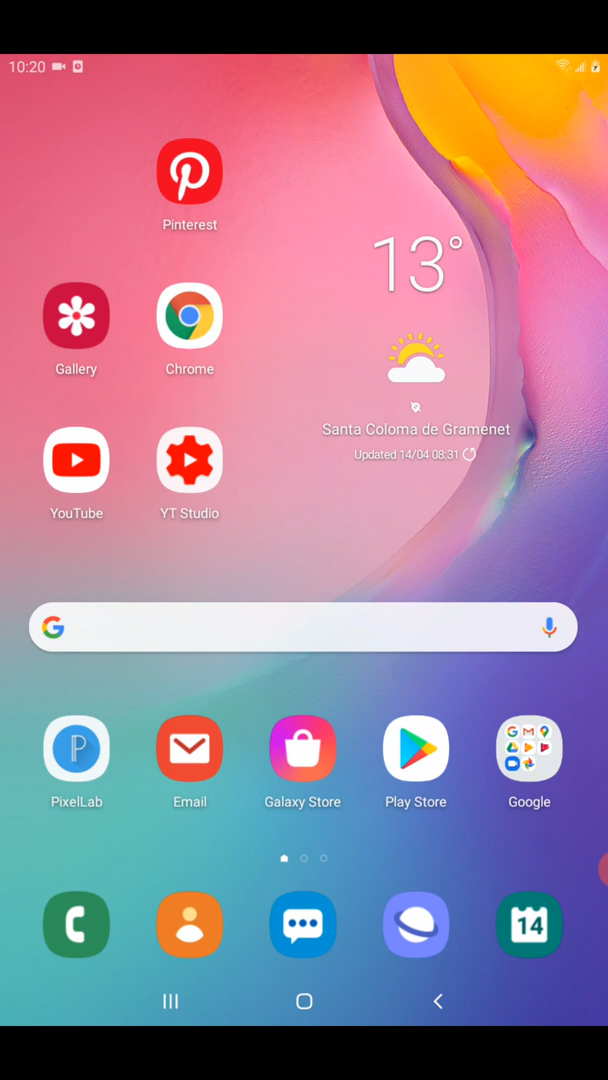 10:20
Pinterest
13°
Gallery
Chrome
Santa Coloma de Gramenet
Updated 14/04 08:31
YouTube
YT Studio
PixelLab
Email
Galaxy Store
Play Store
Google
14